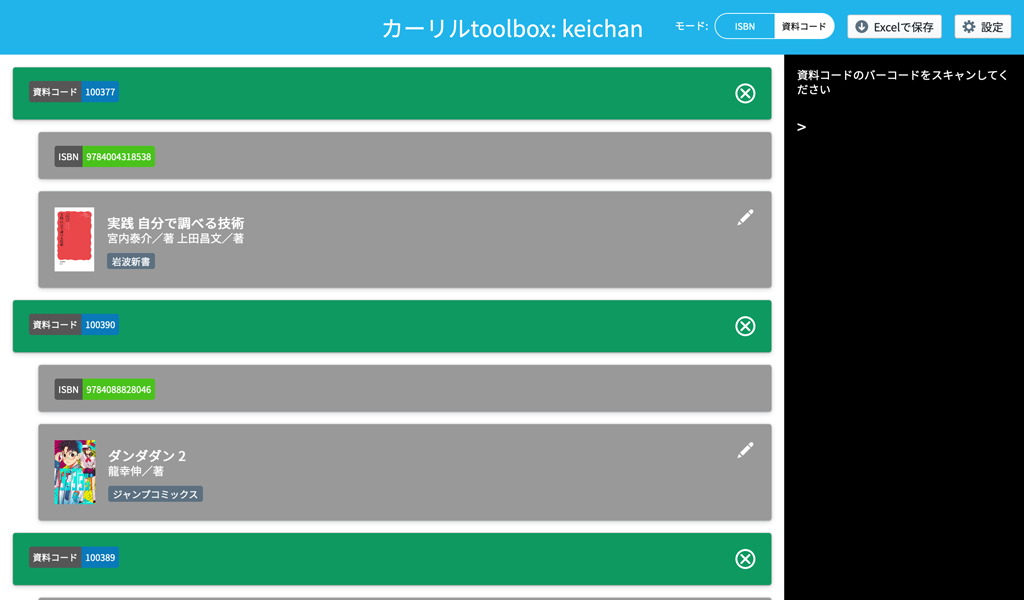 カーリルtoolbox: keichan
モード: ISBN 資料コード
Excelで保存
設定
資料コード 100377
ISBN 9784004318538
実践 自分で調べる技術
宮内泰介／著 上田昌文／著
岩波新書
資料コード 100390
ISBN 9784088828046
ダンダダン 2
龍幸伸／著
ジャンプコミックス
資料コード 100389
資料コードのバーコードをスキャンしてく
ださい
>